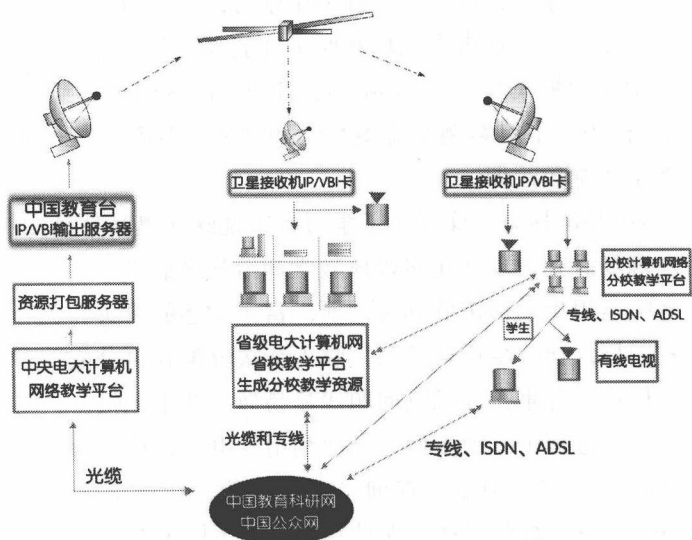 卫星接收机IP/VBI卡
卫星接收机IP/VBI卡
中国教育台
IP/VBI输出服务器
资源打包服务器
中央电大计算机
网络教学平台
光缆
省级电大计算机网
省校教学平台
生成分校教学资源
光缆和专线
中国教育科研网
中国公众网
分校计算机网络
分校教学平台
专线、ISDN、ADSL
学生
有线电视
专线、ISDN、ADSL